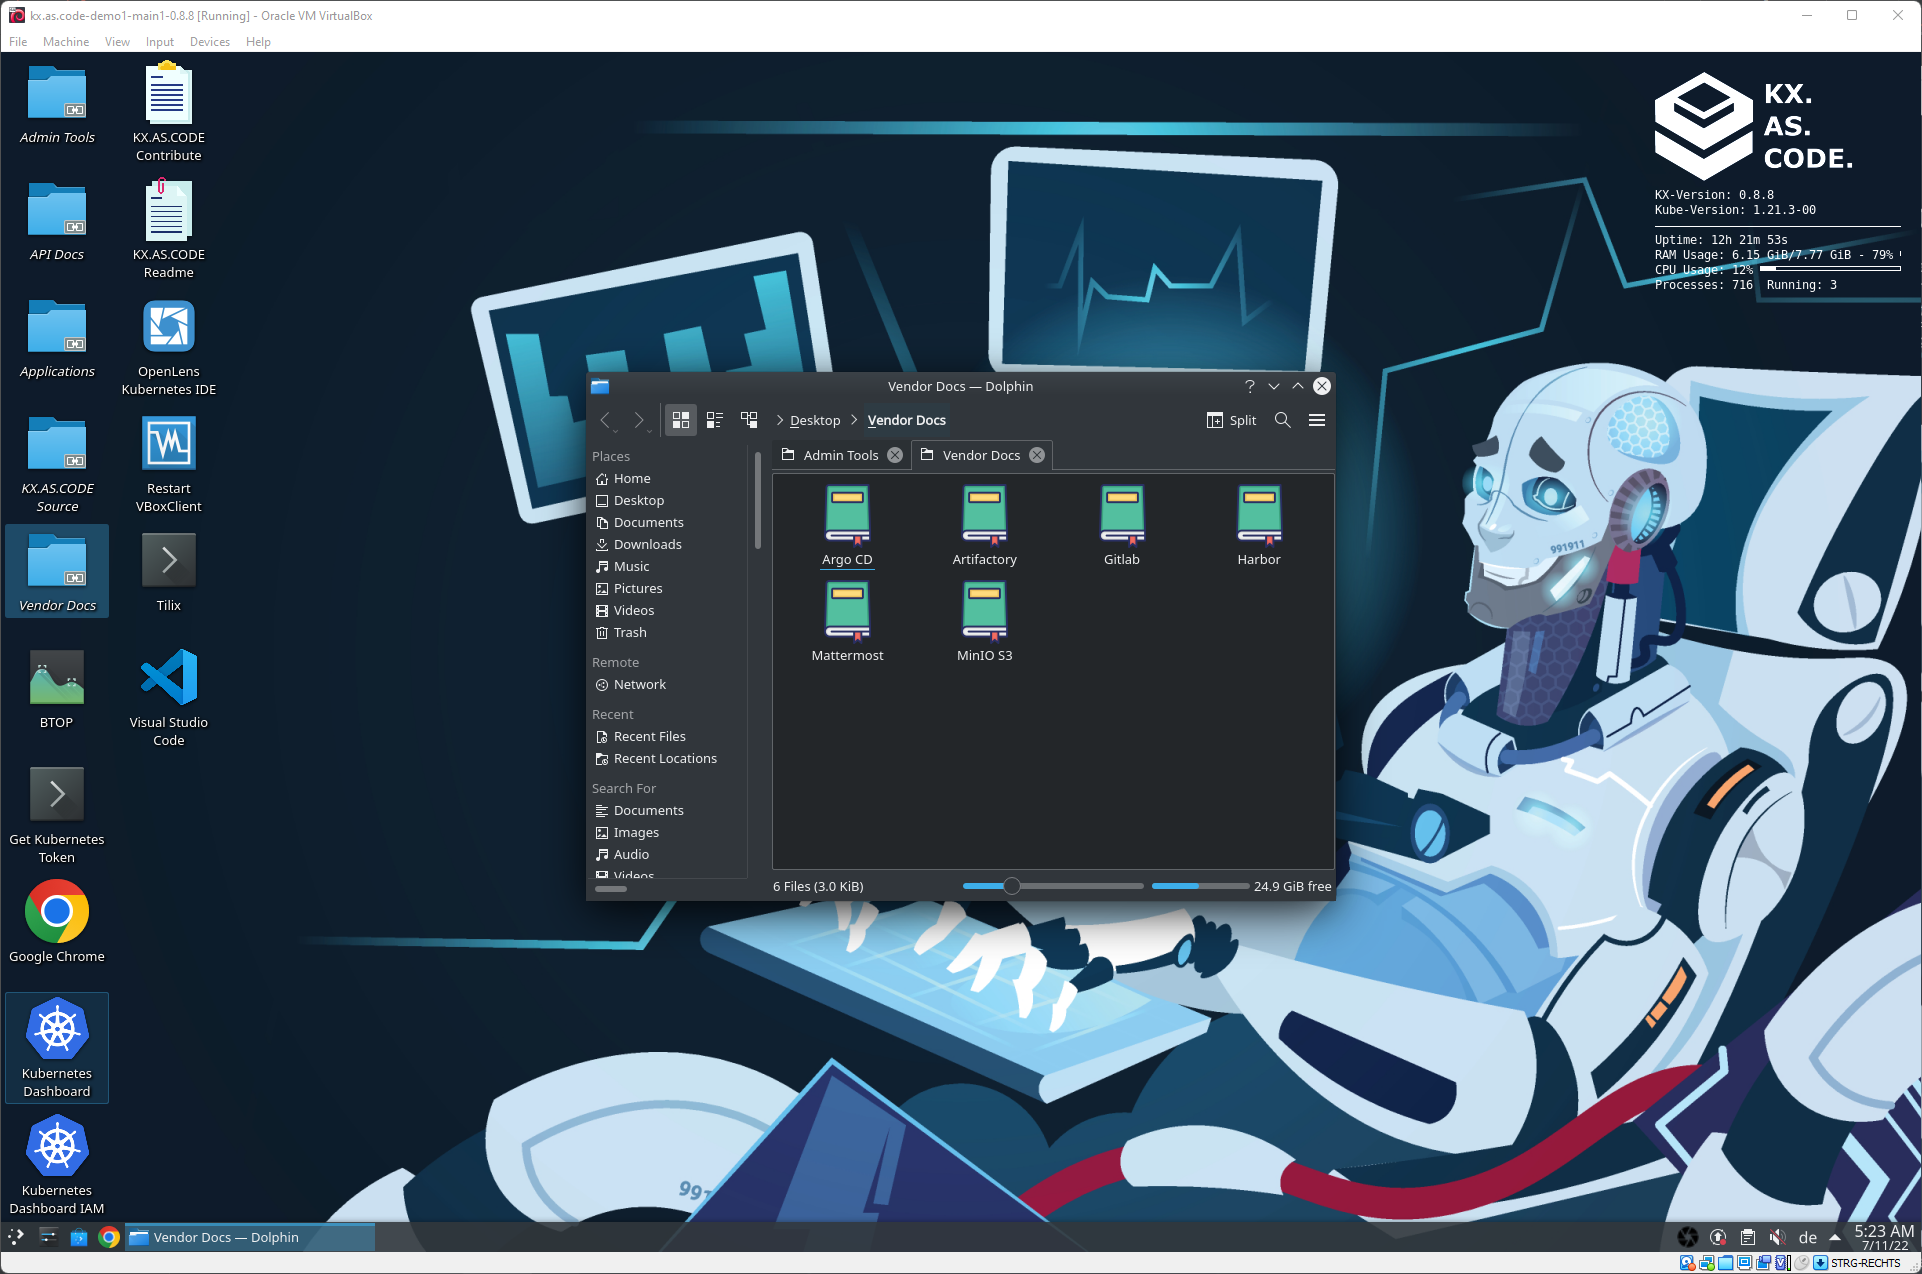 kx.as.code-demo1-main1-0.8.8 [Running] - Oracle VM VirtualBox
File Machine View Input Devices Help
Admin Tools
KX.AS.CODE
Contribute
API Docs
KX.AS.CODE
Readme
Applications
OpenLens
Kubernetes IDE
KX.AS.CODE
Source
Restart
VBoxClient
Vendor Docs
Tilix
BTOP
Visual Studio
Code
Get Kubernetes
Token
Google Chrome
Kubernetes
Dashboard
Kubernetes
Dashboard IAM
KX.
AS.
CODE.
KX-Version: 0.8.8
Kube-Version: 1.21.3-00
Uptime: 12h 21m 53s
RAM Usage: 6.15 GiB/7.77 GiB - 79%
CPU Usage: 12%
Processes: 716 Running: 3
Vendor Docs — Dolphin
?
> Desktop > Vendor Docs
Split
Admin Tools
Vendor Docs
Places
Home
Desktop
Documents
Downloads
Music
Pictures
Videos
Trash
Remote
Network
Recent
Recent Files
Recent Locations
Search For
Documents
Images
Audio
Videos
Argo CD
Artifactory
Gitlab
Harbor
Mattermost
MinIO S3
6 Files (3.0 KiB)
24.9 GiB free
991911
991
Vendor Docs — Dolphin
de
5:23 AM
7/11/22
STRG-RECHTS